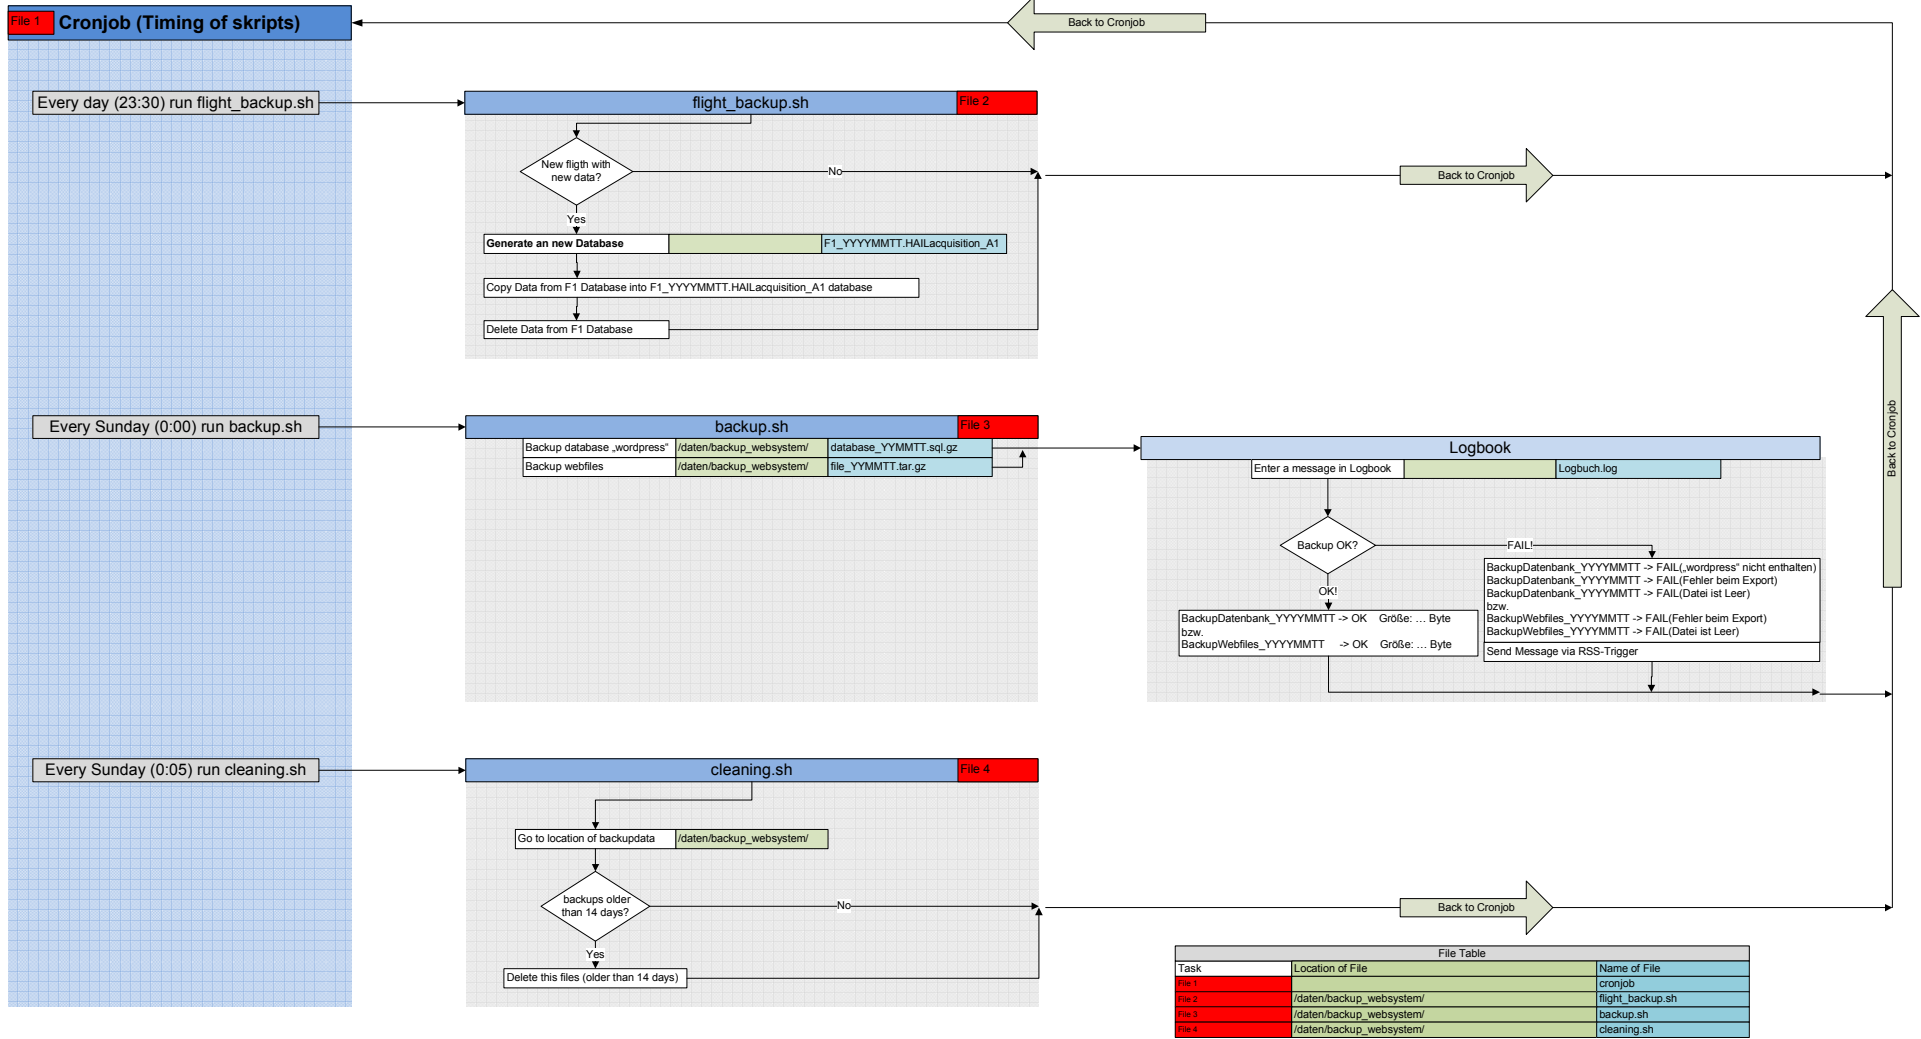 File 1
Cronjob (Timing of skripts)
Back to Cronjob
Every day (23:30) run flight_backup.sh
flight_backup.sh
File 2
New fligth with
new data?
No
Back to Cronjob
Yes
Generate an new Database
F1_YYYYMMTT.HAILacquisition_A1
Copy Data from F1 Database into F1_YYYYMMTT.HAILacquisition_A1 database
Delete Data from F1 Database
Every Sunday (0:00) run backup.sh
backup.sh
File 3
Backup database „wordpress“
/daten/backup_websystem/
database_YYMMTT.sql.gz
Backup webfiles
/daten/backup_websystem/
file_YYMMTT.tar.gz
Logbook
Enter a message in Logbook
Logbuch.log
Backup OK?
FAIL!
OK!
BackupDatenbank_YYYYMMTT -> FAIL(„wordpress“ nicht enthalten)
BackupDatenbank_YYYYMMTT -> FAIL(Fehler beim Export)
BackupDatenbank_YYYYMMTT -> FAIL(Datei ist Leer)
bzw.
BackupWebfiles_YYYYMMTT -> FAIL(Fehler beim Export)
BackupWebfiles_YYYYMMTT -> FAIL(Datei ist Leer)
Send Message via RSS-Trigger
BackupDatenbank_YYYYMMTT -> OK Größe: … Byte
bzw.
BackupWebfiles_YYYYMMTT -> OK Größe: … Byte
Back to Cronjob
Every Sunday (0:05) run cleaning.sh
cleaning.sh
File 4
Go to location of backupdata
/daten/backup_websystem/
backups older
than 14 days?
No
Back to Cronjob
Yes
Delete this files (older than 14 days)
File Table
Task
Location of File
Name of File
File 1
cronjob
File 2
/daten/backup_websystem/
flight_backup.sh
File 3
/daten/backup_websystem/
backup.sh
File 4
/daten/backup_websystem/
cleaning.sh